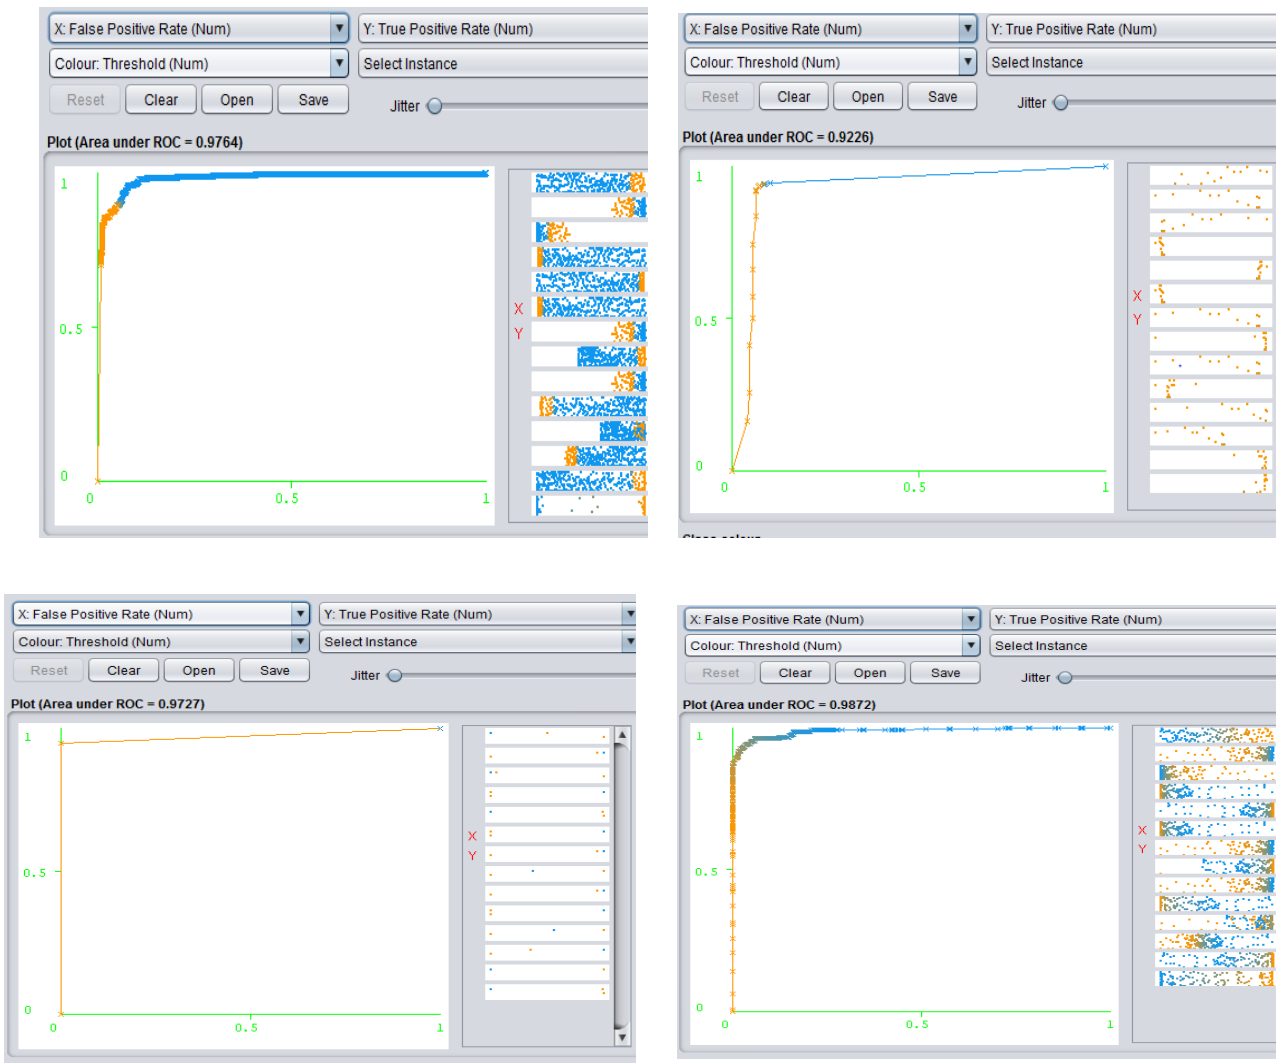 X: False Positive Rate (Num) Y: True Positive Rate (Num)
Colour: Threshold (Num) Select Instance
Reset Clear Open Save Jitter
Plot (Area under ROC = 0.9764)
1
0.5
0
0 0.5 1
X
Y
X: False Positive Rate (Num) Y: True Positive Rate (Num)
Colour: Threshold (Num) Select Instance
Reset Clear Open Save Jitter
Plot (Area under ROC = 0.9226)
1
0.5
0
0 0.5 1
X
Y
Class colour
X: False Positive Rate (Num) Y: True Positive Rate (Num)
Colour: Threshold (Num) Select Instance
Reset Clear Open Save Jitter
Plot (Area under ROC = 0.9727)
1
0.5
0
0 0.5 1
X
Y
X: False Positive Rate (Num) Y: True Positive Rate (Num)
Colour: Threshold (Num) Select Instance
Reset Clear Open Save Jitter
Plot (Area under ROC = 0.9872)
1
0.5
0
0 0.5 1
X
Y